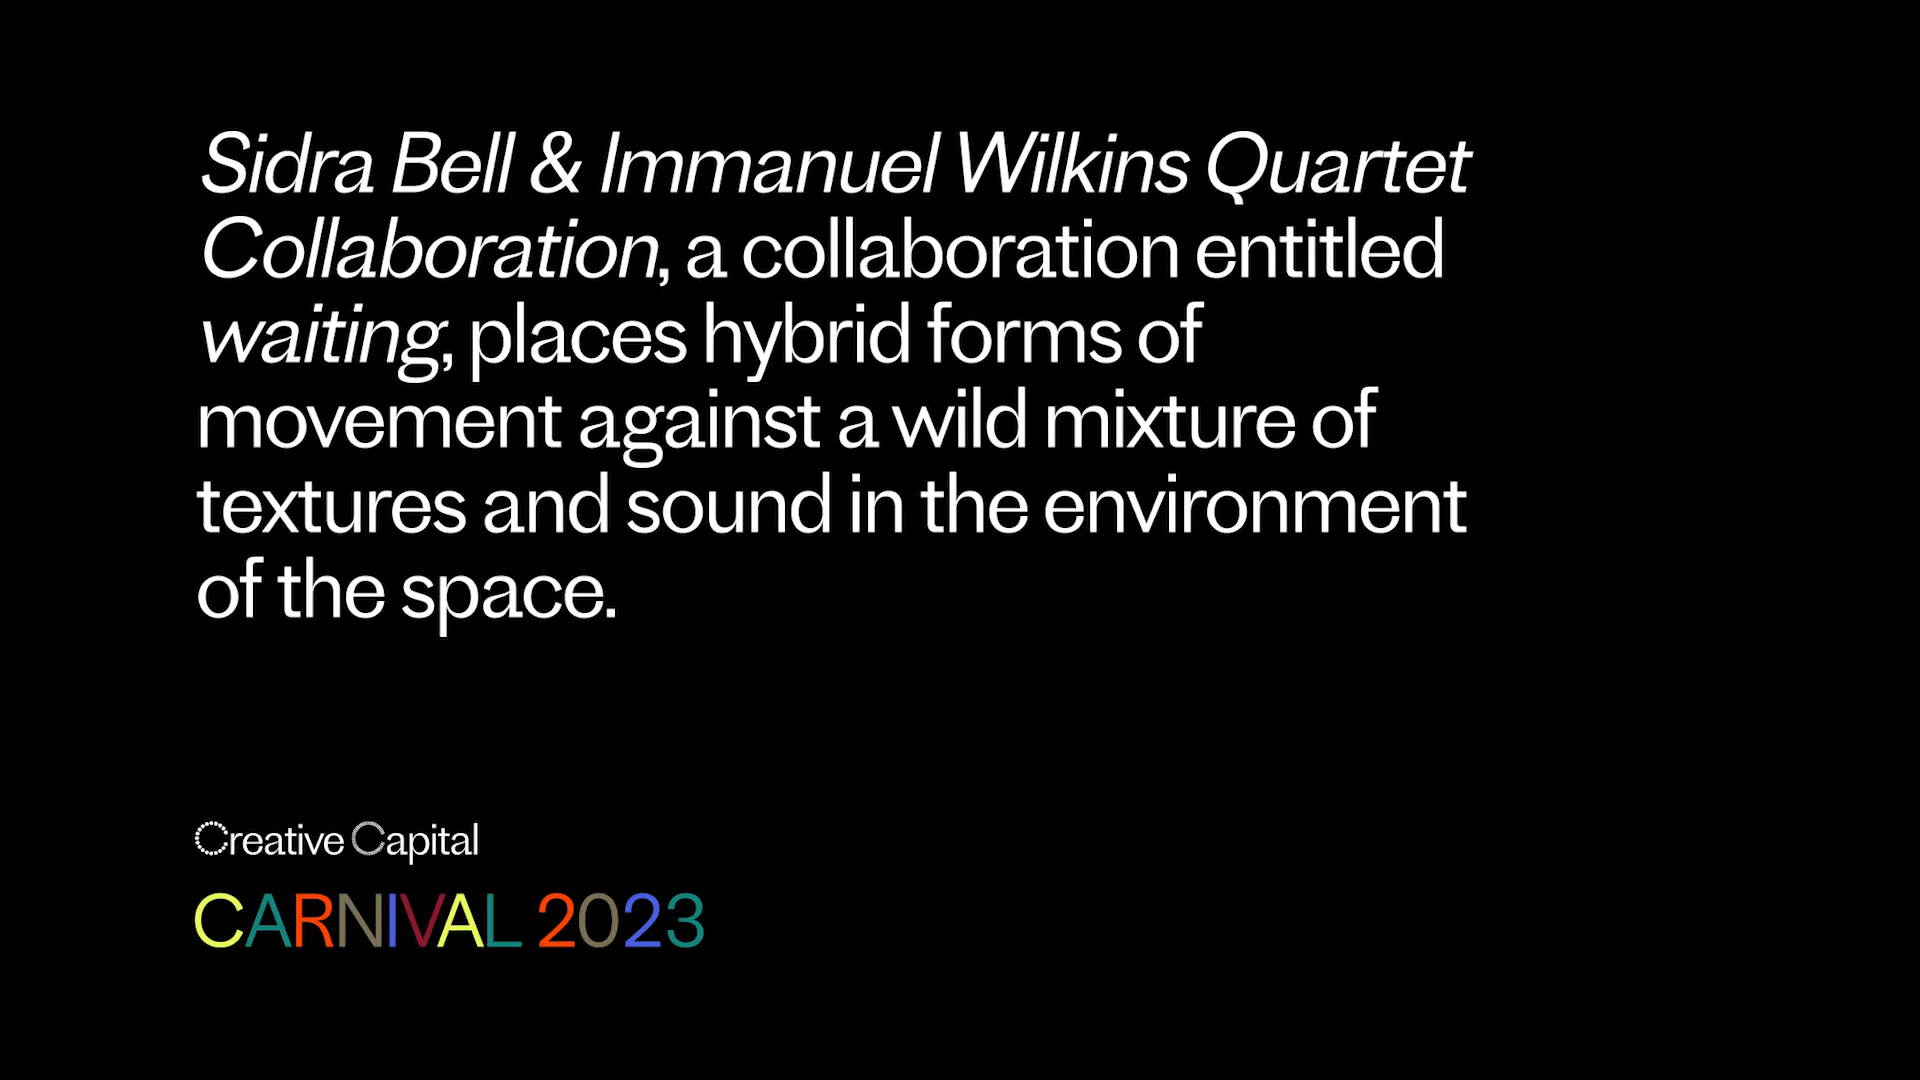 Sidra Bell & Immanuel Wilkins Quartet
Collaboration, a collaboration entitled
waiting, places hybrid forms of
movement against a wild mixture of
textures and sound in the environment
of the space.
Creative Capital
CARNIVAL 2023